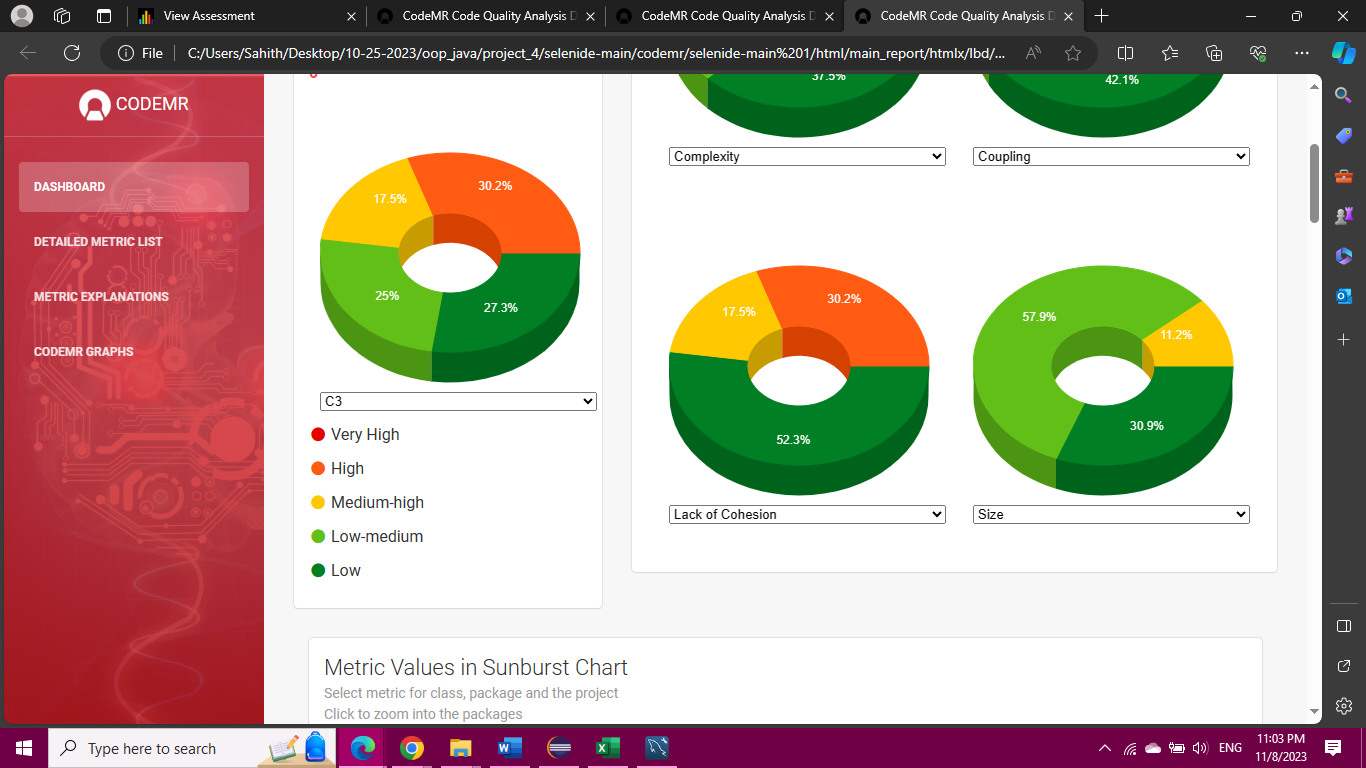 View Assessment
CodeMR Code Quality Analysis D
CodeMR Code Quality Analysis D
CodeMR Code Quality Analysis D
File
C:/Users/Sahith/Desktop/10-25-2023/oop_java/project_4/selenide-main/codemr/selenide-main%201/html/main_report/htmlx/lbd/...
CODEMR
DASHBOARD
DETAILED METRIC LIST
METRIC EXPLANATIONS
CODEMR GRAPHS
30.2%
17.5%
25%
27.3%
C3
Very High
High
Medium-high
Low-medium
Low
37.5%
42.1%
Complexity
Coupling
30.2%
17.5%
52.3%
57.9%
11.2%
30.9%
Lack of Cohesion
Size
Metric Values in Sunburst Chart
Select metric for class, package and the project
Click to zoom into the packages
Type here to search
ENG
11:03 PM
11/8/2023